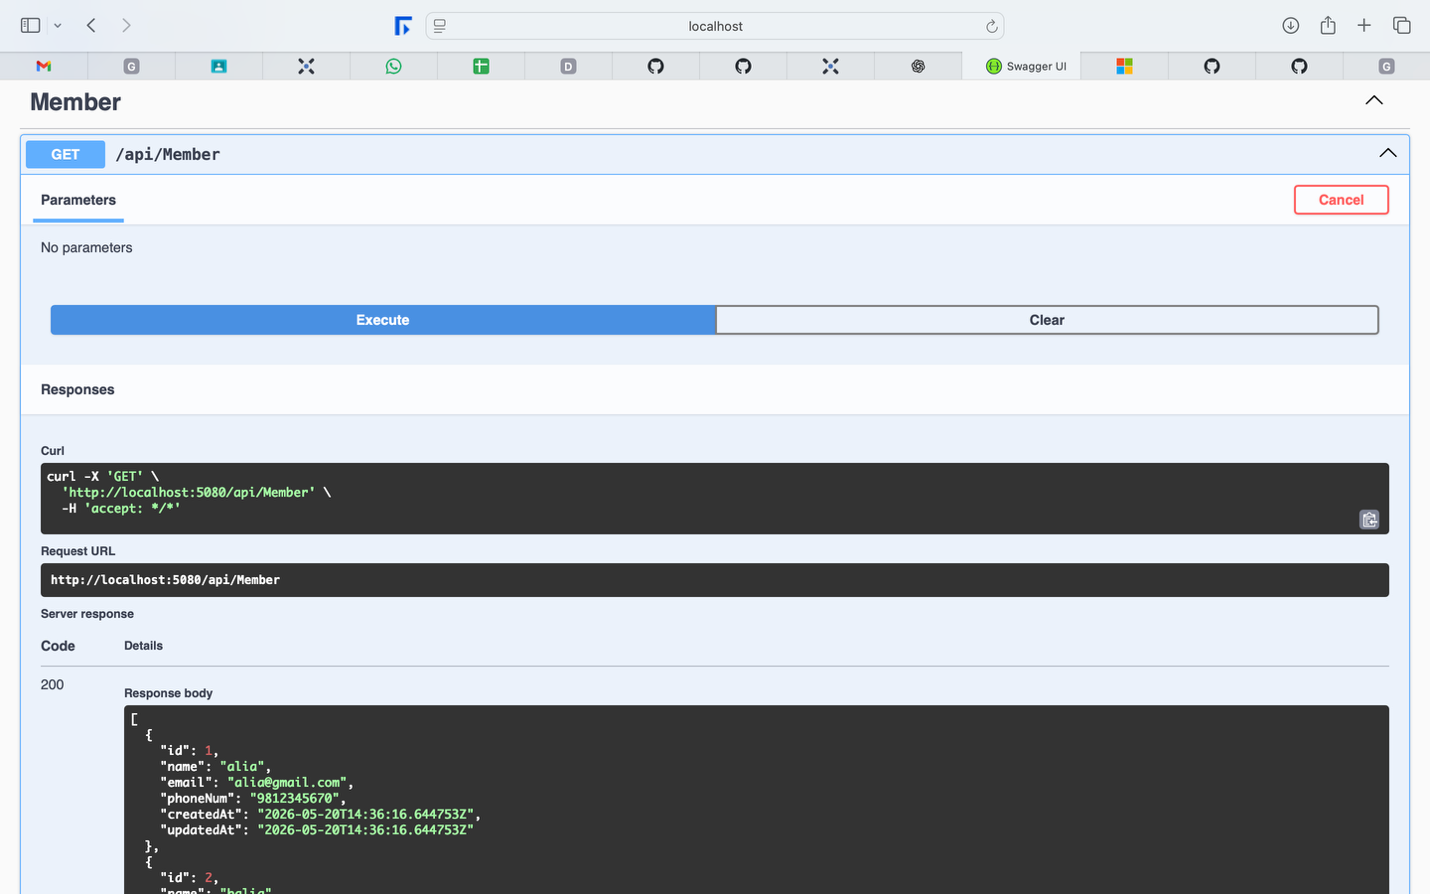 localhost
G
D
Swagger UI
G
Member
GET /api/Member
Parameters
Cancel
No parameters
Execute
Clear
Responses
Curl
curl -X 'GET' \
'http://localhost:5080/api/Member' \
-H 'accept: */*'
Request URL
http://localhost:5080/api/Member
Server response
Code Details
200
Response body
[
{
"id": 1,
"name": "alia",
"email": "alia@gmail.com",
"phoneNum": "9812345670",
"createdAt": "2026-05-20T14:36:16.644753Z",
"updatedAt": "2026-05-20T14:36:16.644753Z"
},
{
"id": 2,
"name": "balia"